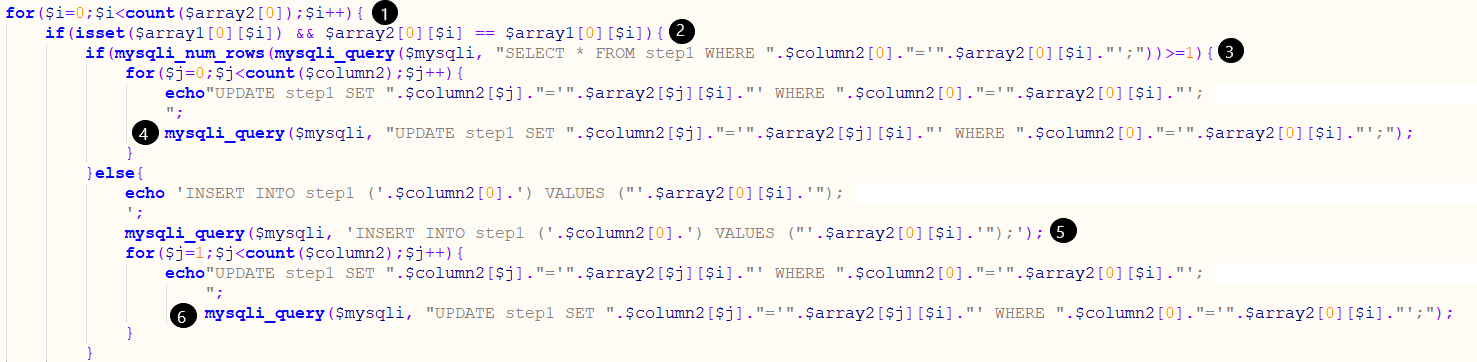 for($i=0;$i<count($array2[0]);$i++){ 1
if(isset($array1[0][$i]) && $array2[0][$i] == $array1[0][$i]){ 2
if(mysqli_num_rows(mysqli_query($mysqli, "SELECT * FROM step1 WHERE ".$column2[0]."='".$array2[0][$i]."';"))>=1){ 3
for($j=0;$j<count($column2);$j++){
echo"UPDATE step1 SET ".$column2[$j]."='".$array2[$j][$i]."' WHERE ".$column2[0]."='".$array2[0][$i]."';
";
4 mysqli_query($mysqli, "UPDATE step1 SET ".$column2[$j]."='".$array2[$j][$i]."' WHERE ".$column2[0]."='".$array2[0][$i]."';");
}
}else{
echo 'INSERT INTO step1 ('.$column2[0].') VALUES ("'.$array2[0][$i].'");
';
mysqli_query($mysqli, 'INSERT INTO step1 ('.$column2[0].') VALUES ("'.$array2[0][$i].'");'); 5
for($j=1;$j<count($column2);$j++){
echo"UPDATE step1 SET ".$column2[$j]."='".$array2[$j][$i]."' WHERE ".$column2[0]."='".$array2[0][$i]."';
";
6 mysqli_query($mysqli, "UPDATE step1 SET ".$column2[$j]."='".$array2[$j][$i]."' WHERE ".$column2[0]."='".$array2[0][$i]."';");
}
}